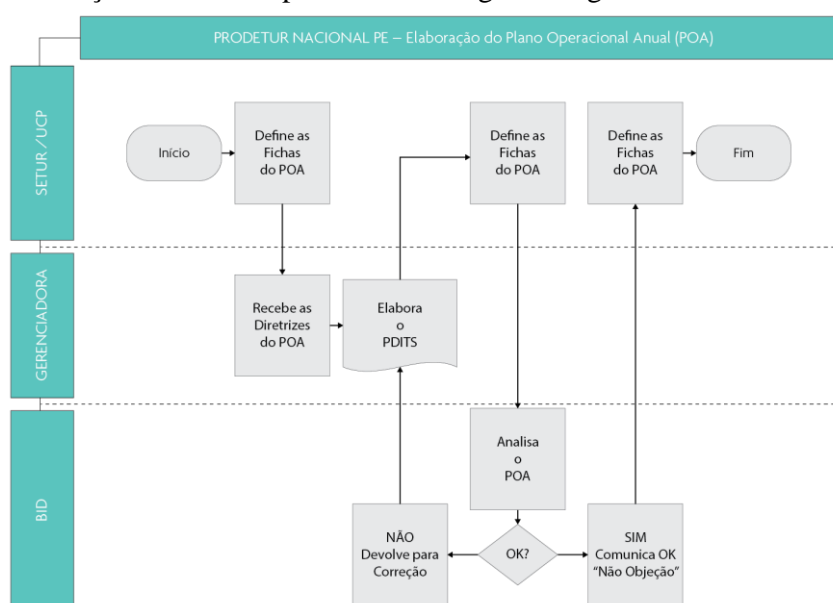 PRODETUR NACIONAL PE – Elaboração do Plano Operacional Anual (POA)
SETUR /UCP
Início
Define as
Fichas
do POA
Define as
Fichas
do POA
Define as
Fichas
do POA
Fim
GERENCIADORA
Recebe as
Diretrizes
do POA
Elabora
o
PDITS
BID
Analisa
o
POA
NÃO
Devolve para
Correção
OK?
SIM
Comunica OK
“Não Objeção”